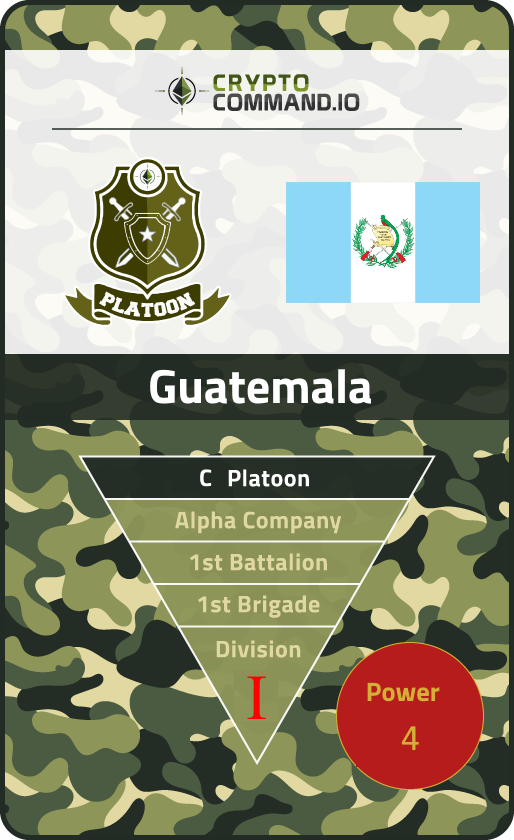 CRYPTO
COMMAND.IO
PLATOON
Guatemala
C Platoon
Alpha Company
1st Battalion
1st Brigade
Division
I
Power
4